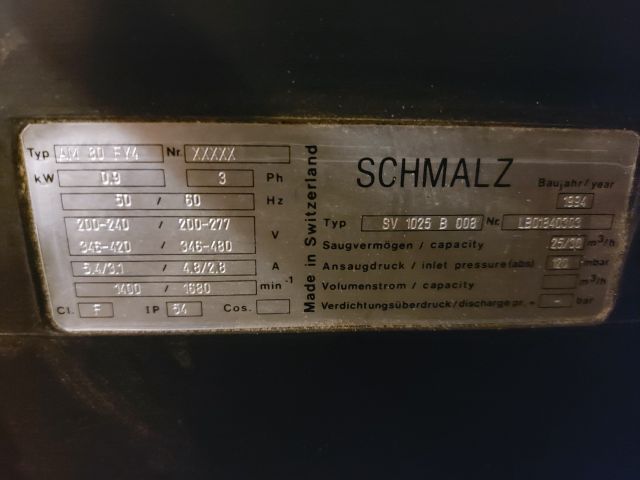 Typ AM 80 FY4 Nr. XXXXX
kW 0.9 3 Ph
50 / 60 Hz
200-240 / 200-277
346-420 / 346-480
V
5,4/3,1 / 4,8/2,8 A
1400 / 1680 min-1
Cl. F IP 54 Cos.
Made in Switzerland
SCHMALZ
Baujahr/year
1994
Typ SV 1025 B 008 Nr. LB01840503
Saugvermögen / capacity 25/30 m³/h
Ansaugdruck / inlet pressure (abs) 120 mbar
Volumenstrom / capacity - m³/h
Verdichtungsüberdruck/discharge pr. = - bar